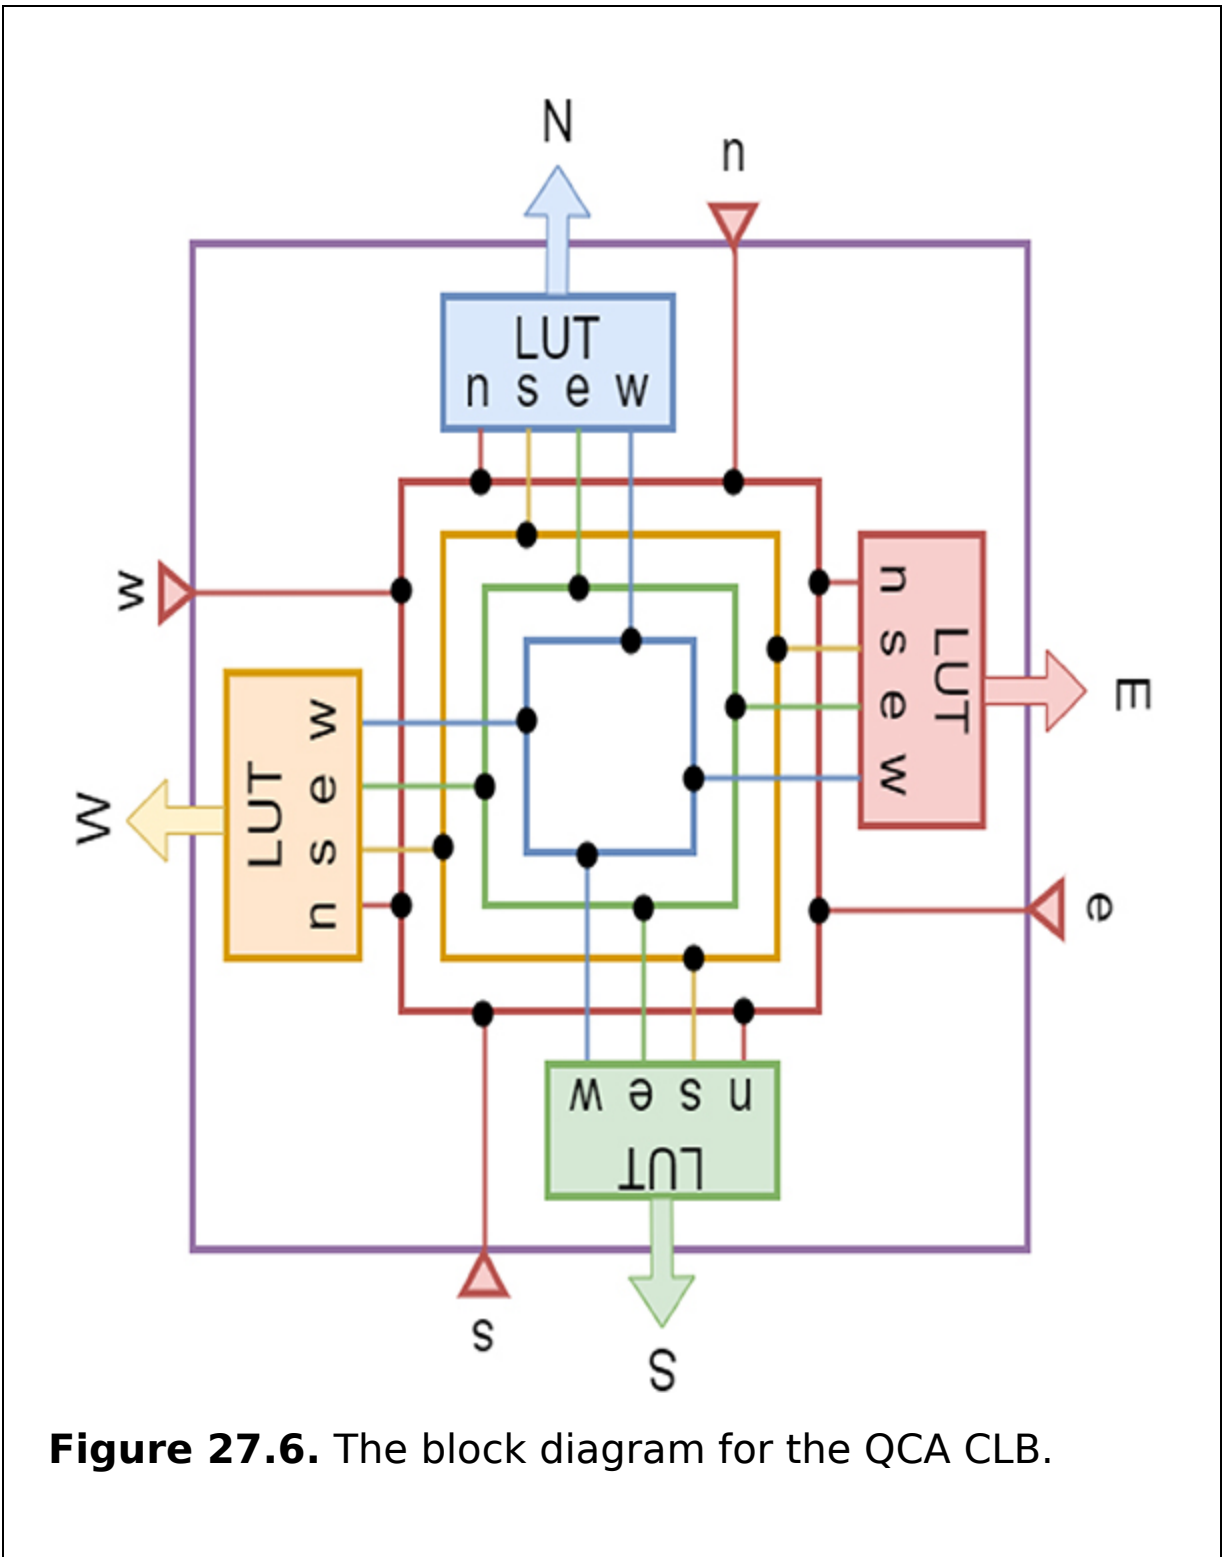 N
n
LUT
n s e w
w
n s e w
LUT
E
w e s n
LUT
W
e
w e s n
LUT
s
S
Figure 27.6. The block diagram for the QCA CLB.